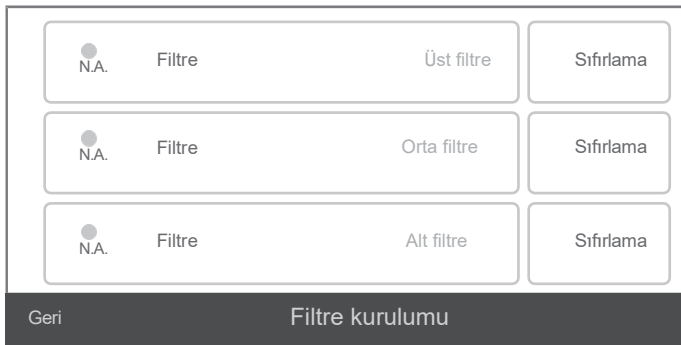 Filtre Üst filtre Sıfırlama
N.A.
Filtre Orta filtre Sıfırlama
N.A.
Filtre Alt filtre Sıfırlama
N.A.
Geri Filtre kurulumu